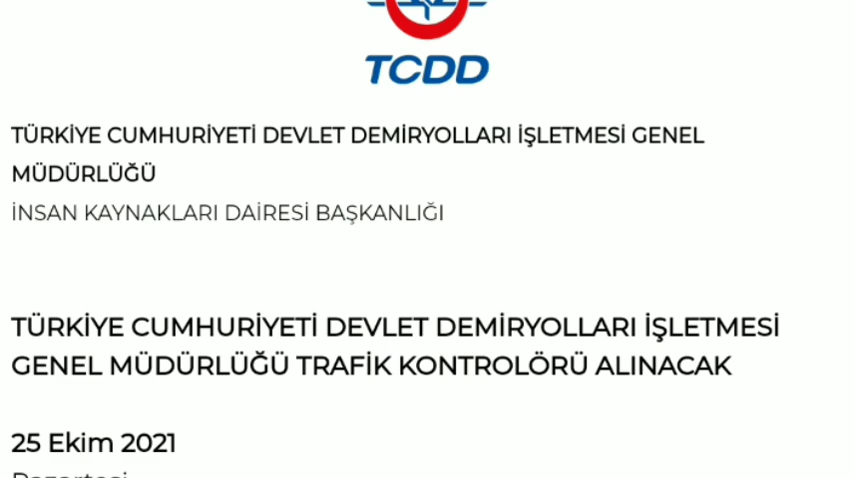 TCDD
TÜRKİYE CUMHURİYETİ DEVLET DEMİRYOLLARI İŞLETMESİ GENEL
MÜDÜRLÜĞÜ
İNSAN KAYNAKLARI DAİRESİ BAŞKANLIĞI
TÜRKİYE CUMHURİYETİ DEVLET DEMİRYOLLARI İŞLETMESİ
GENEL MÜDÜRLÜĞÜ TRAFİK KONTROLÖRÜ ALINACAK
25 Ekim 2021
Pazartesi